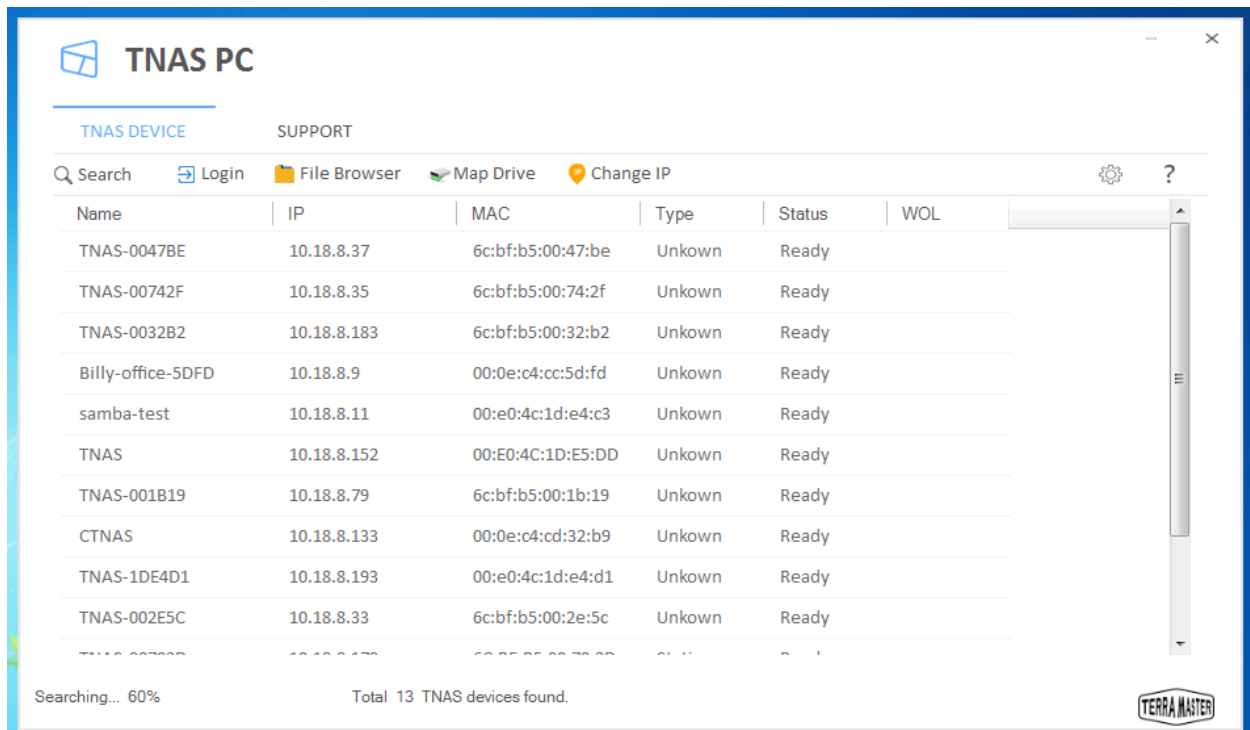 TNAS PC
TNAS DEVICE SUPPORT
Search Login File Browser Map Drive Change IP ?
Name IP MAC Type Status WOL
TNAS-0047BE 10.18.8.37 6c:bf:b5:00:47:be Unkown Ready
TNAS-00742F 10.18.8.35 6c:bf:b5:00:74:2f Unkown Ready
TNAS-0032B2 10.18.8.183 6c:bf:b5:00:32:b2 Unkown Ready
Billy-office-5DFD 10.18.8.9 00:0e:c4:cc:5d:fd Unkown Ready
samba-test 10.18.8.11 00:e0:4c:1d:e4:c3 Unkown Ready
TNAS 10.18.8.152 00:E0:4C:1D:E5:DD Unkown Ready
TNAS-001B19 10.18.8.79 6c:bf:b5:00:1b:19 Unkown Ready
CTNAS 10.18.8.133 00:0e:c4:cd:32:b9 Unkown Ready
TNAS-1DE4D1 10.18.8.193 00:e0:4c:1d:e4:d1 Unkown Ready
TNAS-002E5C 10.18.8.33 6c:bf:b5:00:2e:5c Unkown Ready
Searching... 60% Total 13 TNAS devices found.
TERRA MASTER